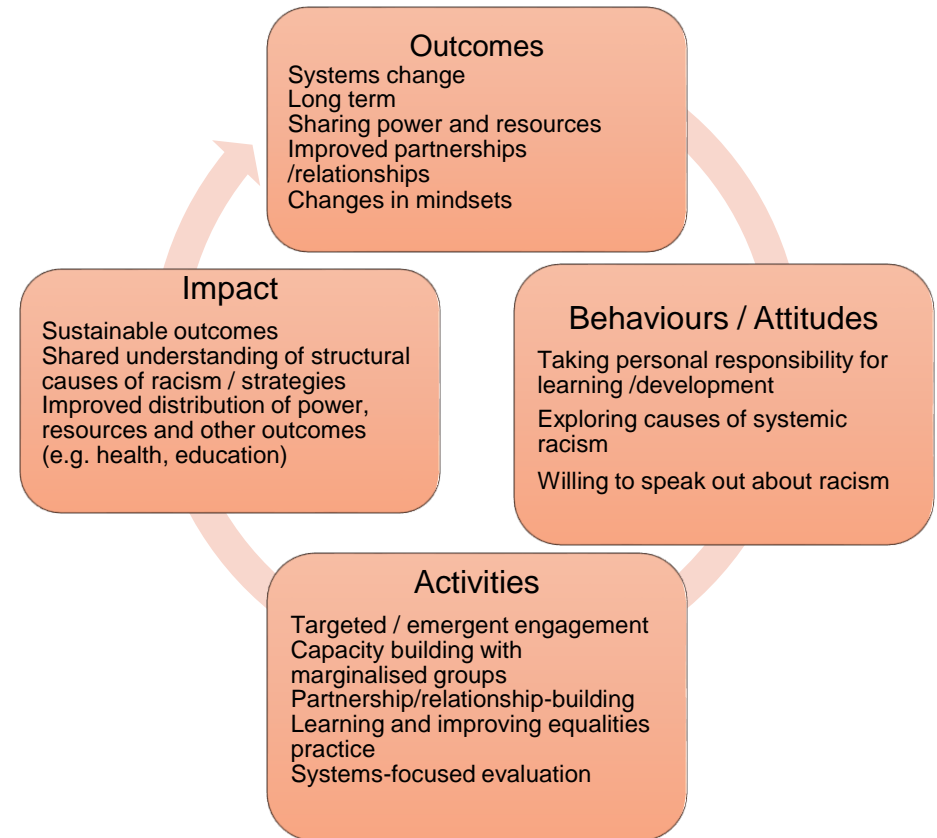 Outcomes
Systems change
Long term
Sharing power and resources
Improved partnerships
/relationships
Changes in mindsets
Behaviours / Attitudes
Taking personal responsibility for
learning /development
Exploring causes of systemic
racism
Willing to speak out about racism
Activities
Targeted / emergent engagement
Capacity building with
marginalised groups
Partnership/relationship-building
Learning and improving equalities
practice
Systems-focused evaluation
Impact
Sustainable outcomes
Shared understanding of structural
causes of racism / strategies
Improved distribution of power,
resources and other outcomes
(e.g. health, education)